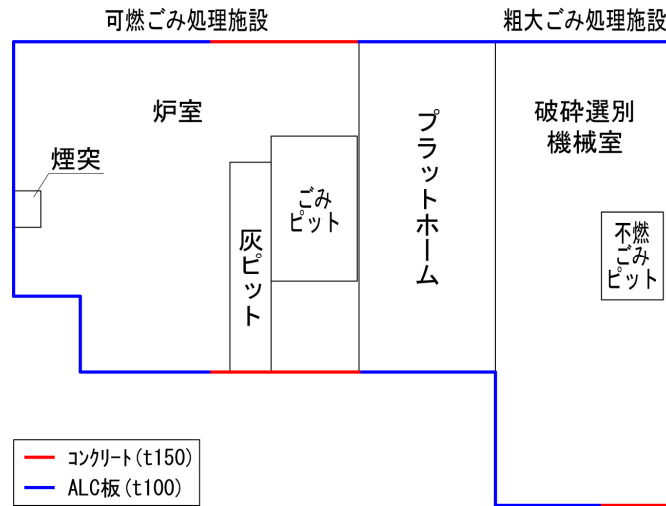 可燃ごみ処理施設
粗大ごみ処理施設
炉室
煙突
灰ピット
ごみ
ピット
プラットホーム
破砕選別
機械室
不燃
ごみ
ピット
コンクリート(t150)
ALC板(t100)